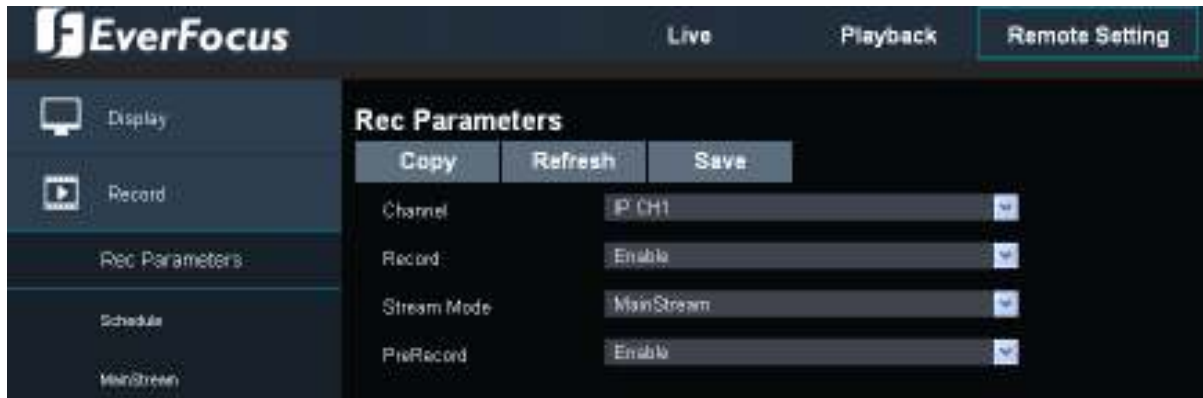 EverFocus
Live Playback Remote Setting
Display
Record
Rec Parameters
Schedule
MainStream
Rec Parameters
Copy Refresh Save
Channel IP CH1
Record Enable
Stream Mode MainStream
PreRecord Enable